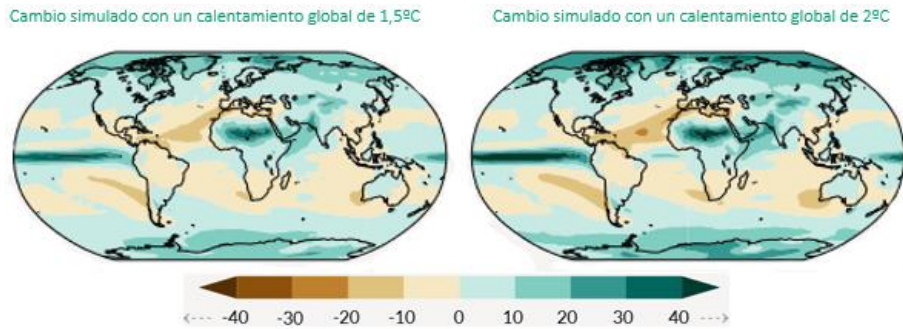 Cambio simulado con un calentamiento global de 1,5ºC
Cambio simulado con un calentamiento global de 2ºC
-40 -30 -20 -10 0 10 20 30 40